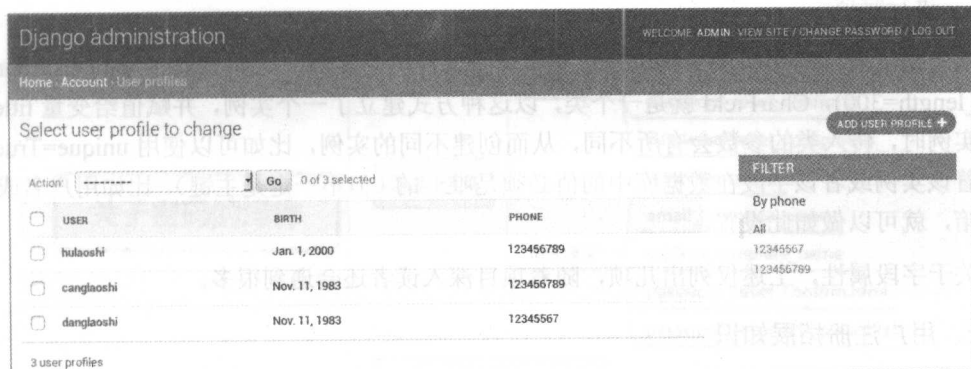 Django administration
WELCOME, ADMIN. VIEW SITE / CHANGE PASSWORD / LOG OUT
Home › Account › User profiles
Select user profile to change
ADD USER PROFILE +
Action: --------- Go 0 of 3 selected
USER BIRTH PHONE
hulaoshi Jan. 1, 2000 123456789
canglaoshi Nov. 11, 1983 123456789
danglaoshi Nov. 11, 1983 12345567
3 user profiles
FILTER
By phone
All
12345567
123456789